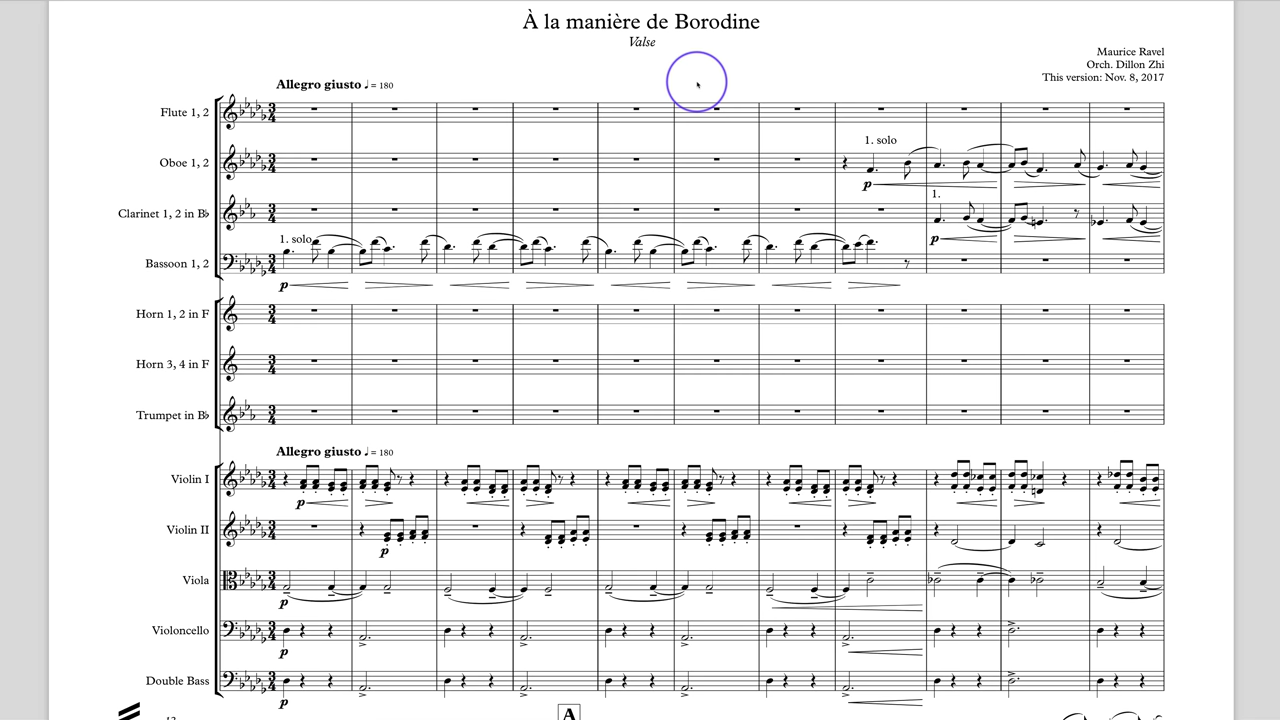 À la manière de Borodine
Valse
Maurice Ravel
Orch. Dillon Zhi
This version: Nov. 8, 2017
Allegro giusto ♩ = 180
Flute 1, 2
1. solo
Oboe 1, 2
p
1.
Clarinet 1, 2 in B♭
p
1. solo
Bassoon 1, 2
p
Horn 1, 2 in F
Horn 3, 4 in F
Trumpet in B♭
Allegro giusto ♩ = 180
Violin I
p
Violin II
p
Viola
p
Violoncello
p
Double Bass
p
A